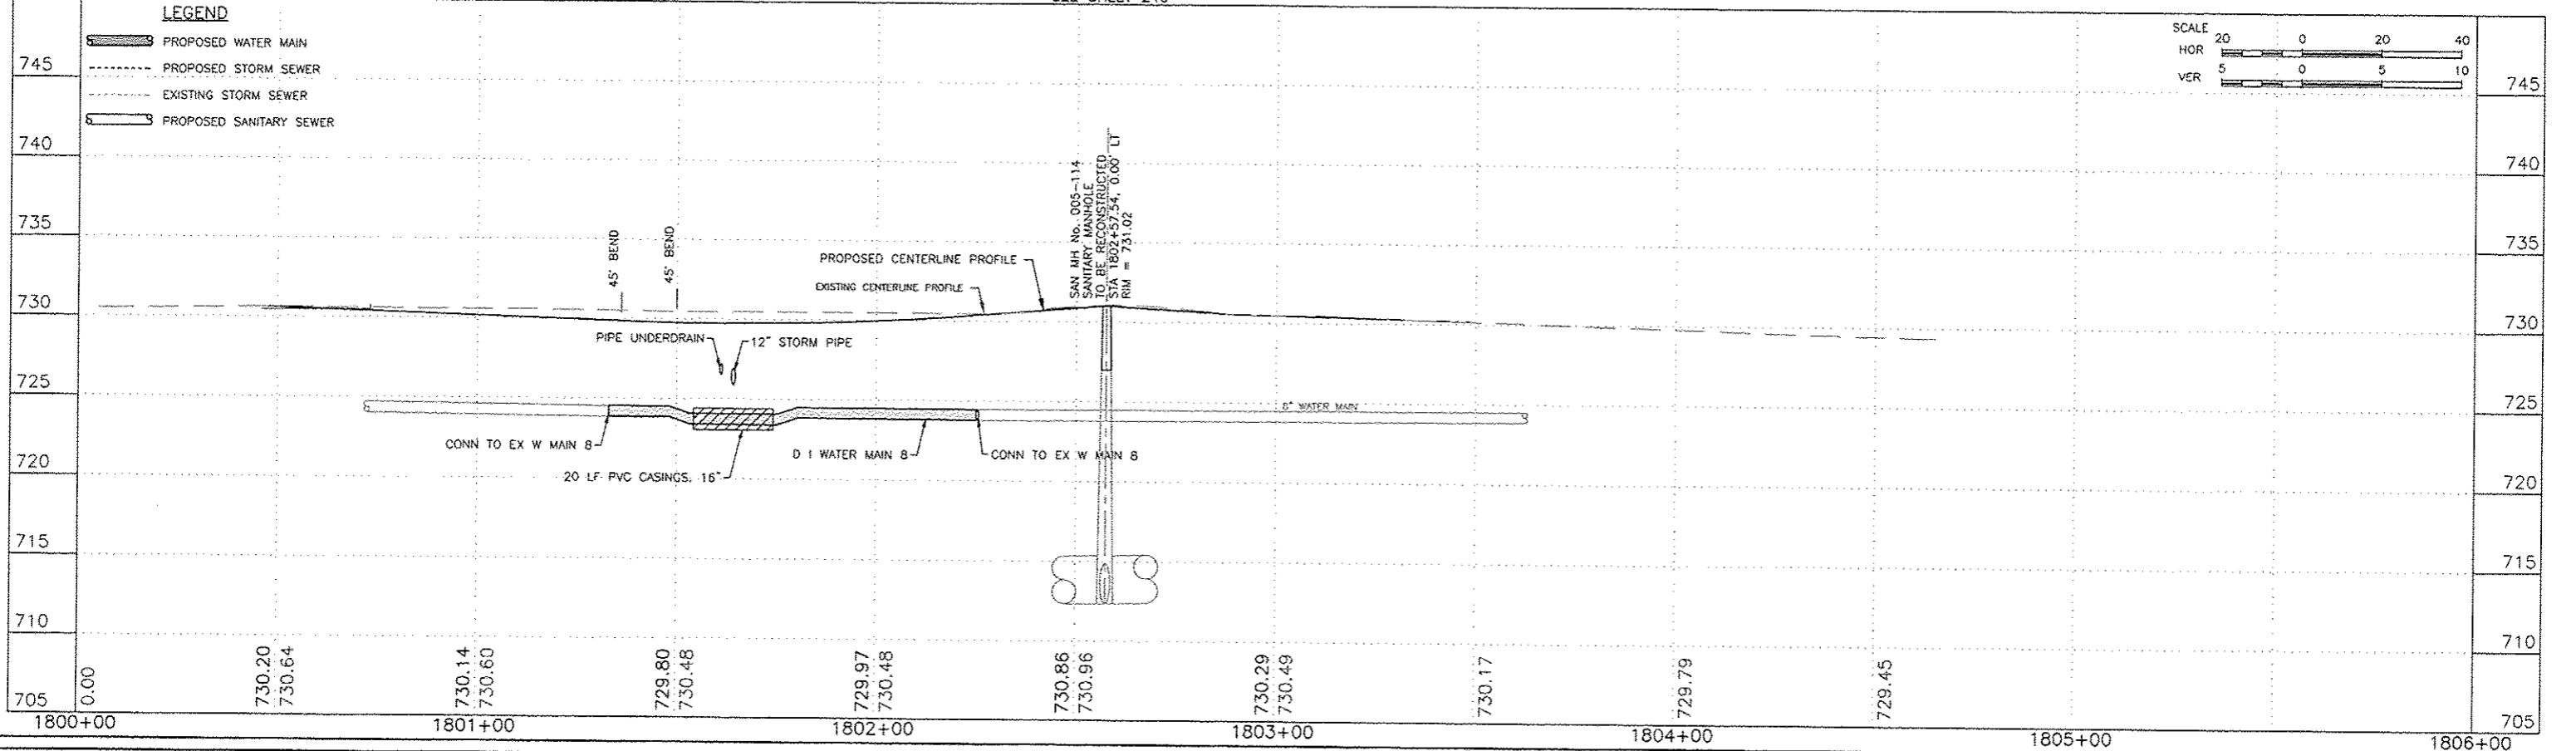 LEGEND
PROPOSED WATER MAIN
PROPOSED STORM SEWER
EXISTING STORM SEWER
PROPOSED SANITARY SEWER
SCALE
HOR
20 0 20 40
VER
5 0 5 10
745 745
740 740
735 735
730 730
725 725
720 720
715 715
710 710
705 705
45° BEND
45° BEND
SAN MH No. 005-114
SANITARY MANHOLE
TO BE RECONSTRUCTED
STA 1802+57.54, 0.00' LT
RIM = 731.02
PROPOSED CENTERLINE PROFILE
EXISTING CENTERLINE PROFILE
PIPE UNDERDRAIN
12" STORM PIPE
8" WATER MAIN
CONN TO EX W MAIN 8
D I WATER MAIN 8
CONN TO EX W MAIN 8
20 LF PVC CASINGS, 16"
0.00
730.20
730.64
730.14
730.60
729.80
730.48
729.97
730.48
730.86
730.96
730.29
730.49
730.17
729.79
729.45
1800+00 1801+00 1802+00 1803+00 1804+00 1805+00 1806+00